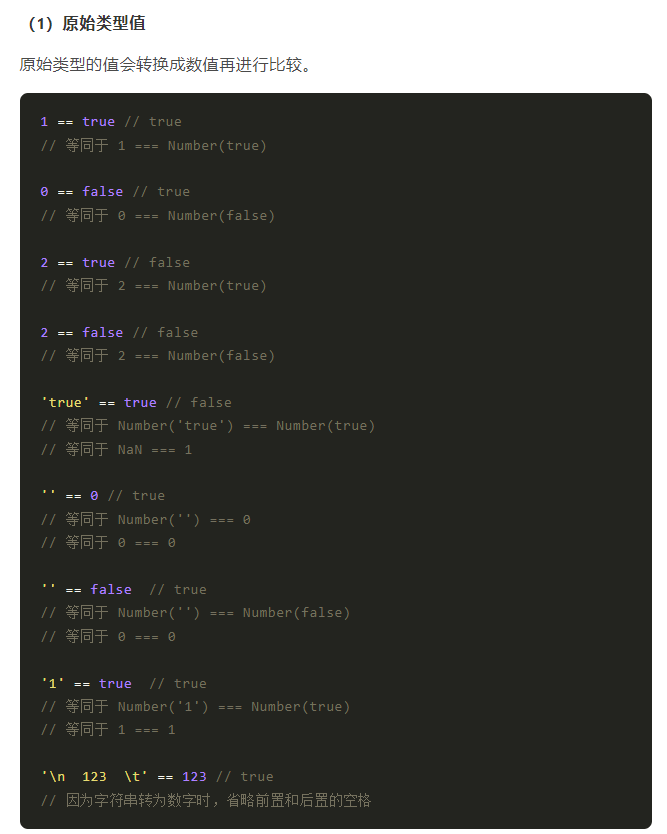 （1）原始类型值
原始类型的值会转换成数值再进行比较。
1 == true // true
// 等同于 1 === Number(true)
0 == false // true
// 等同于 0 === Number(false)
2 == true // false
// 等同于 2 === Number(true)
2 == false // false
// 等同于 2 === Number(false)
'true' == true // false
// 等同于 Number('true') === Number(true)
// 等同于 NaN === 1
'' == 0 // true
// 等同于 Number('') === 0
// 等同于 0 === 0
'' == false  // true
// 等同于 Number('') === Number(false)
// 等同于 0 === 0
'1' == true  // true
// 等同于 Number('1') === Number(true)
// 等同于 1 === 1
'\n  123  \t' == 123 // true
// 因为字符串转为数字时，省略前置和后置的空格